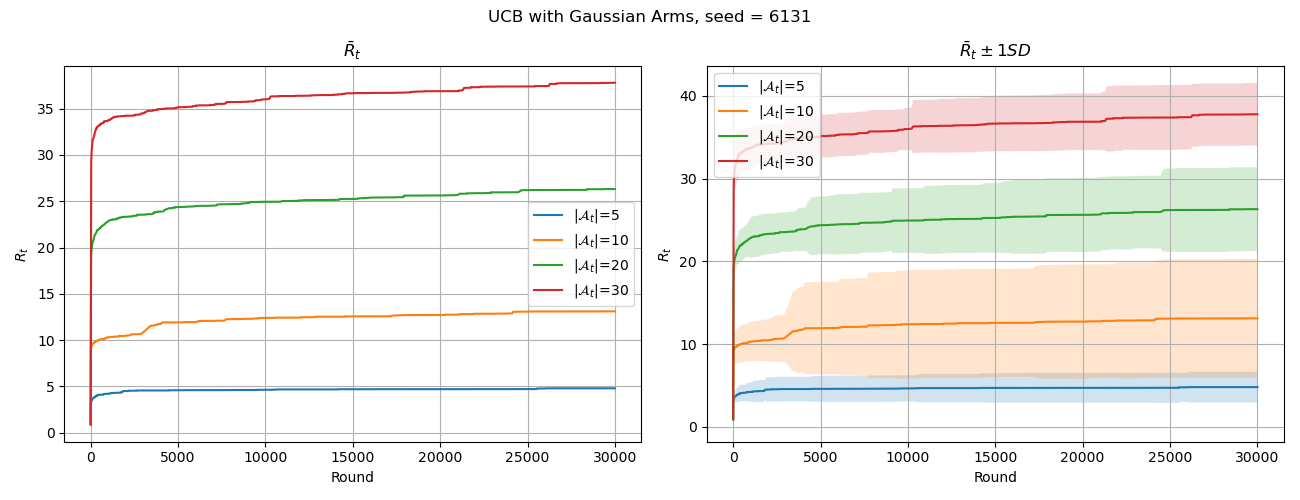 UCB with Gaussian Arms, seed = 6131
R̄ₜ
35
30
25
20
15
10
5
0
Rₜ
0 5000 10000 15000 20000 25000 30000
Round
|𝒜ₜ|=5
|𝒜ₜ|=10
|𝒜ₜ|=20
|𝒜ₜ|=30
R̄ₜ ± 1SD
40
30
20
10
0
Rₜ
0 5000 10000 15000 20000 25000 30000
Round
|𝒜ₜ|=5
|𝒜ₜ|=10
|𝒜ₜ|=20
|𝒜ₜ|=30